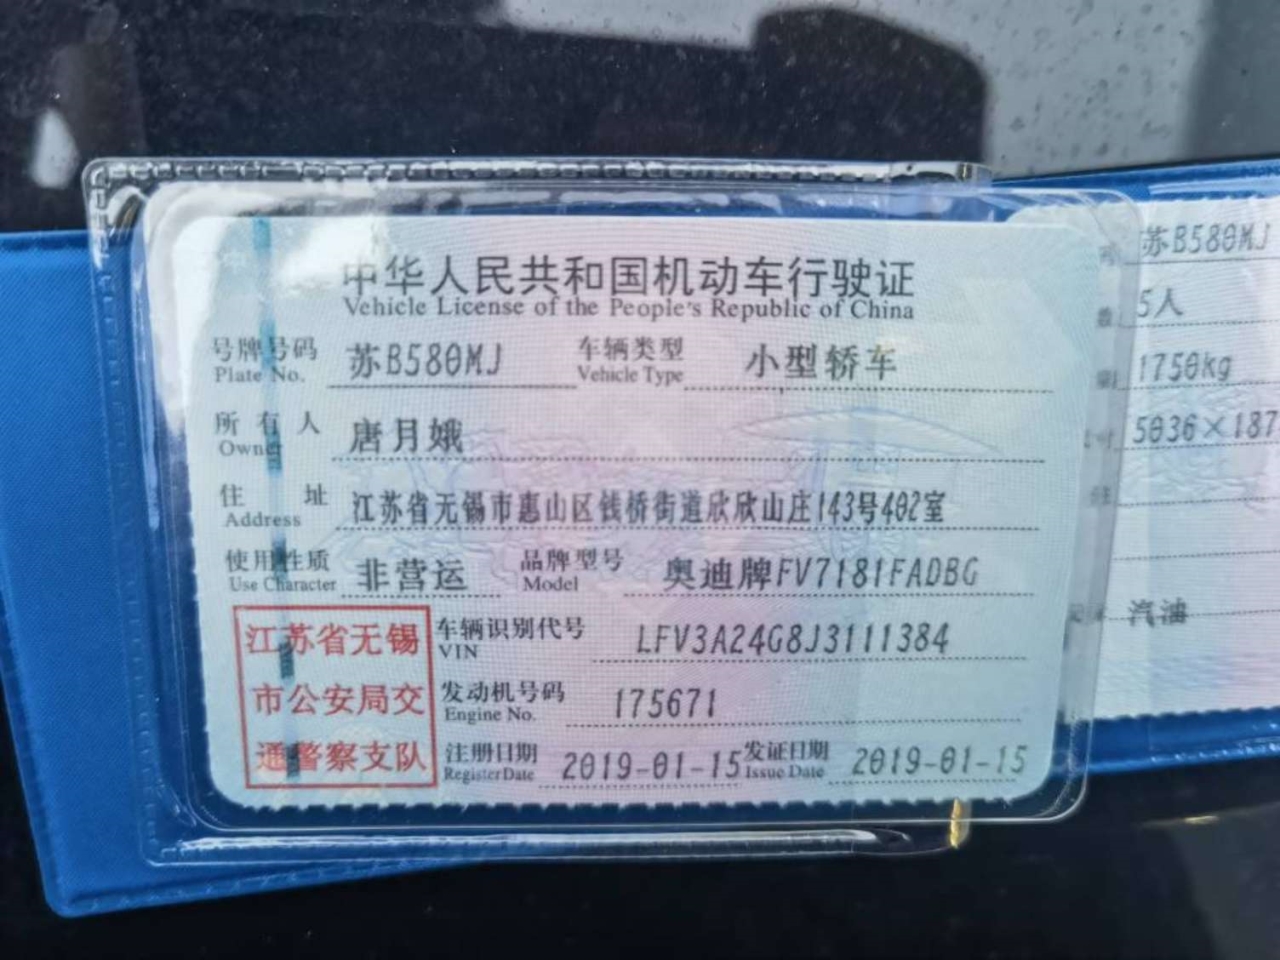 中华人民共和国机动车行驶证
Vehicle License of the People's Republic of China
号牌号码 苏B580MJ 车辆类型 小型轿车
Plate No. Vehicle Type
所有人 唐月娥
Owner
住址 江苏省无锡市惠山区钱桥街道欣欣山庄143号402室
Address
使用性质 非营运 品牌型号 奥迪牌FV7181FADBG
Use Character Model
车辆识别代号 LFV3A24G8J3111384
VIN
发动机号码 175671
Engine No.
注册日期 2019-01-15 发证日期 2019-01-15
Register Date Issue Date
江苏省无锡
市公安局交
通警察支队
苏B580MJ
5人
1750kg
5036×187
汽油